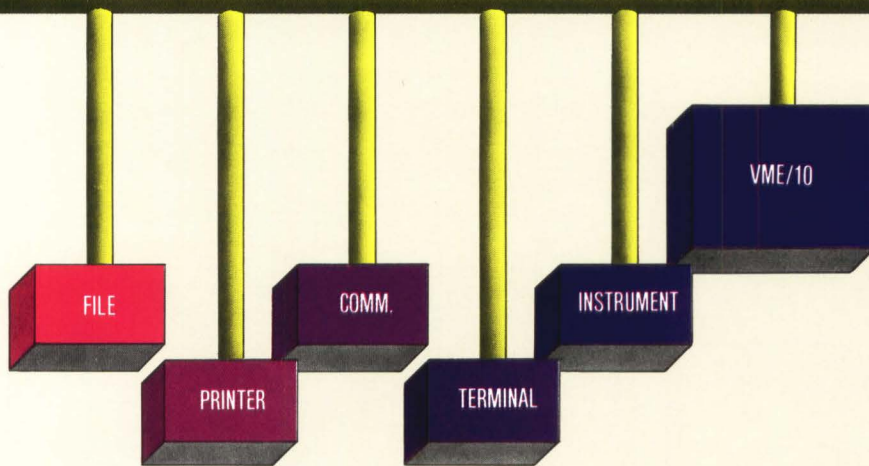 VME/10
FILE
COMM.
INSTRUMENT
PRINTER
TERMINAL